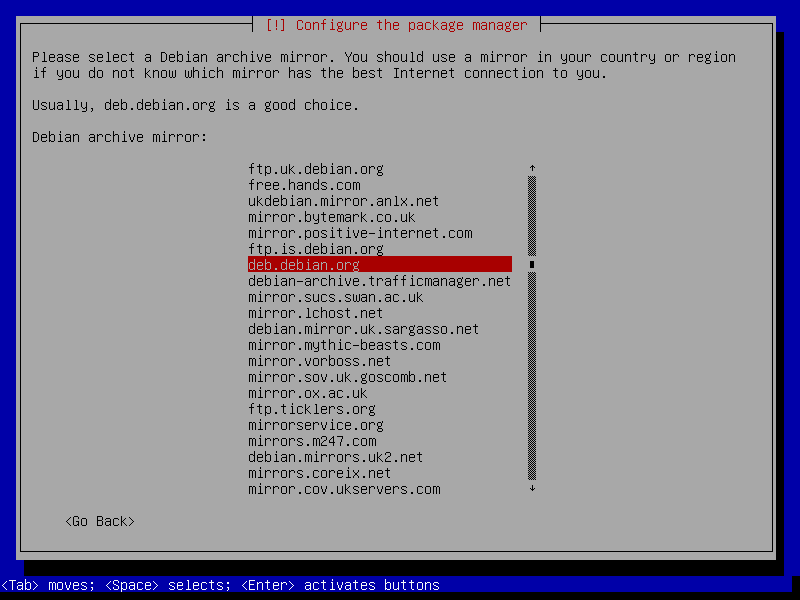 [!] Configure the package manager
Please select a Debian archive mirror. You should use a mirror in your country or region
if you do not know which mirror has the best Internet connection to you.
Usually, deb.debian.org is a good choice.
Debian archive mirror:
ftp.uk.debian.org
free.hands.com
ukdebian.mirror.anlx.net
mirror.bytemark.co.uk
mirror.positive-internet.com
ftp.is.debian.org
deb.debian.org
debian-archive.trafficmanager.net
mirror.sucs.swan.ac.uk
mirror.lchost.net
debian.mirror.uk.sargasso.net
mirror.mythic-beasts.com
mirror.vorboss.net
mirror.sov.uk.goscomb.net
mirror.ox.ac.uk
ftp.ticklers.org
mirrorservice.org
mirrors.m247.com
debian.mirrors.uk2.net
mirrors.coreix.net
mirror.cov.ukservers.com
<Go Back>
<Tab> moves; <Space> selects; <Enter> activates buttons